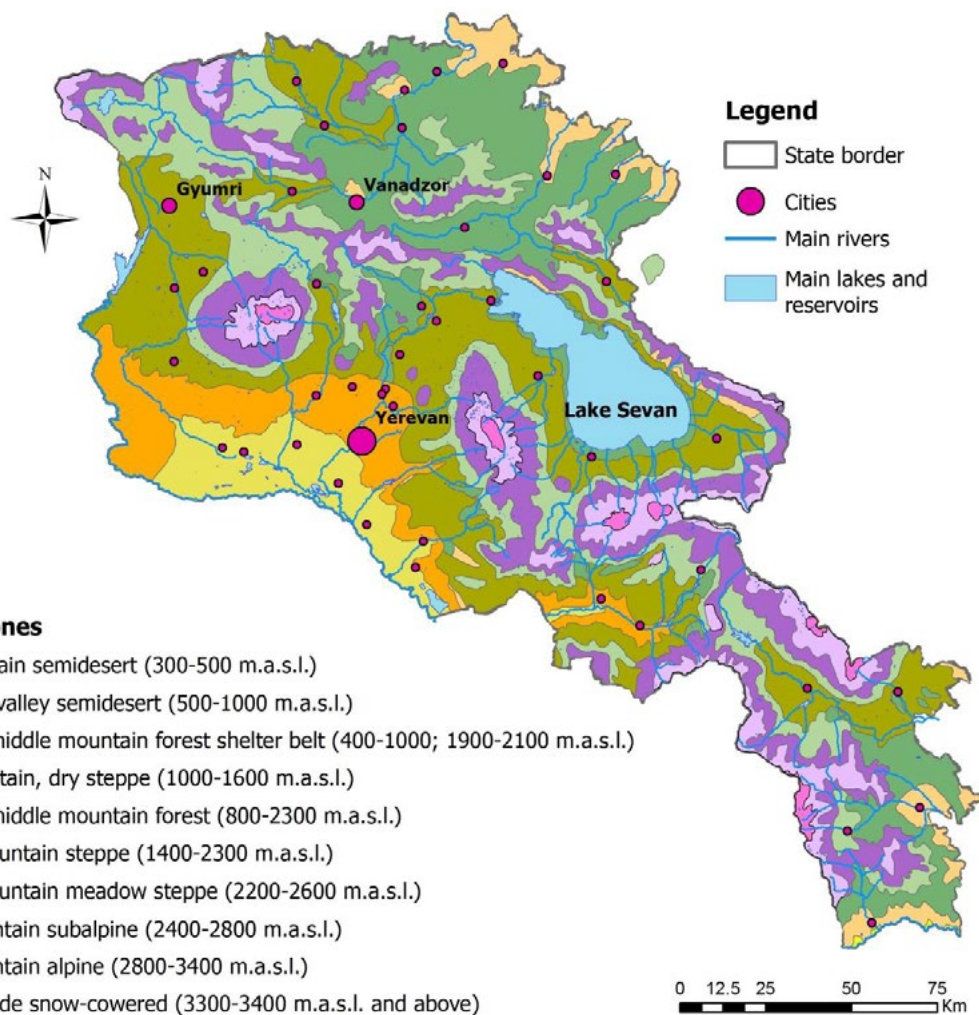 N
Gyumri
Vanadzor
Yerevan
Lake Sevan
Legend
State border
Cities
Main rivers
Main lakes and
reservoirs
nes
ain semidesert (300-500 m.a.s.l.)
valley semidesert (500-1000 m.a.s.l.)
middle mountain forest shelter belt (400-1000; 1900-2100 m.a.s.l.)
tain, dry steppe (1000-1600 m.a.s.l.)
middle mountain forest (800-2300 m.a.s.l.)
untain steppe (1400-2300 m.a.s.l.)
untain meadow steppe (2200-2600 m.a.s.l.)
ntain subalpine (2400-2800 m.a.s.l.)
ntain alpine (2800-3400 m.a.s.l.)
de snow-cowered (3300-3400 m.a.s.l. and above)
0 12.5 25 50 75
Km